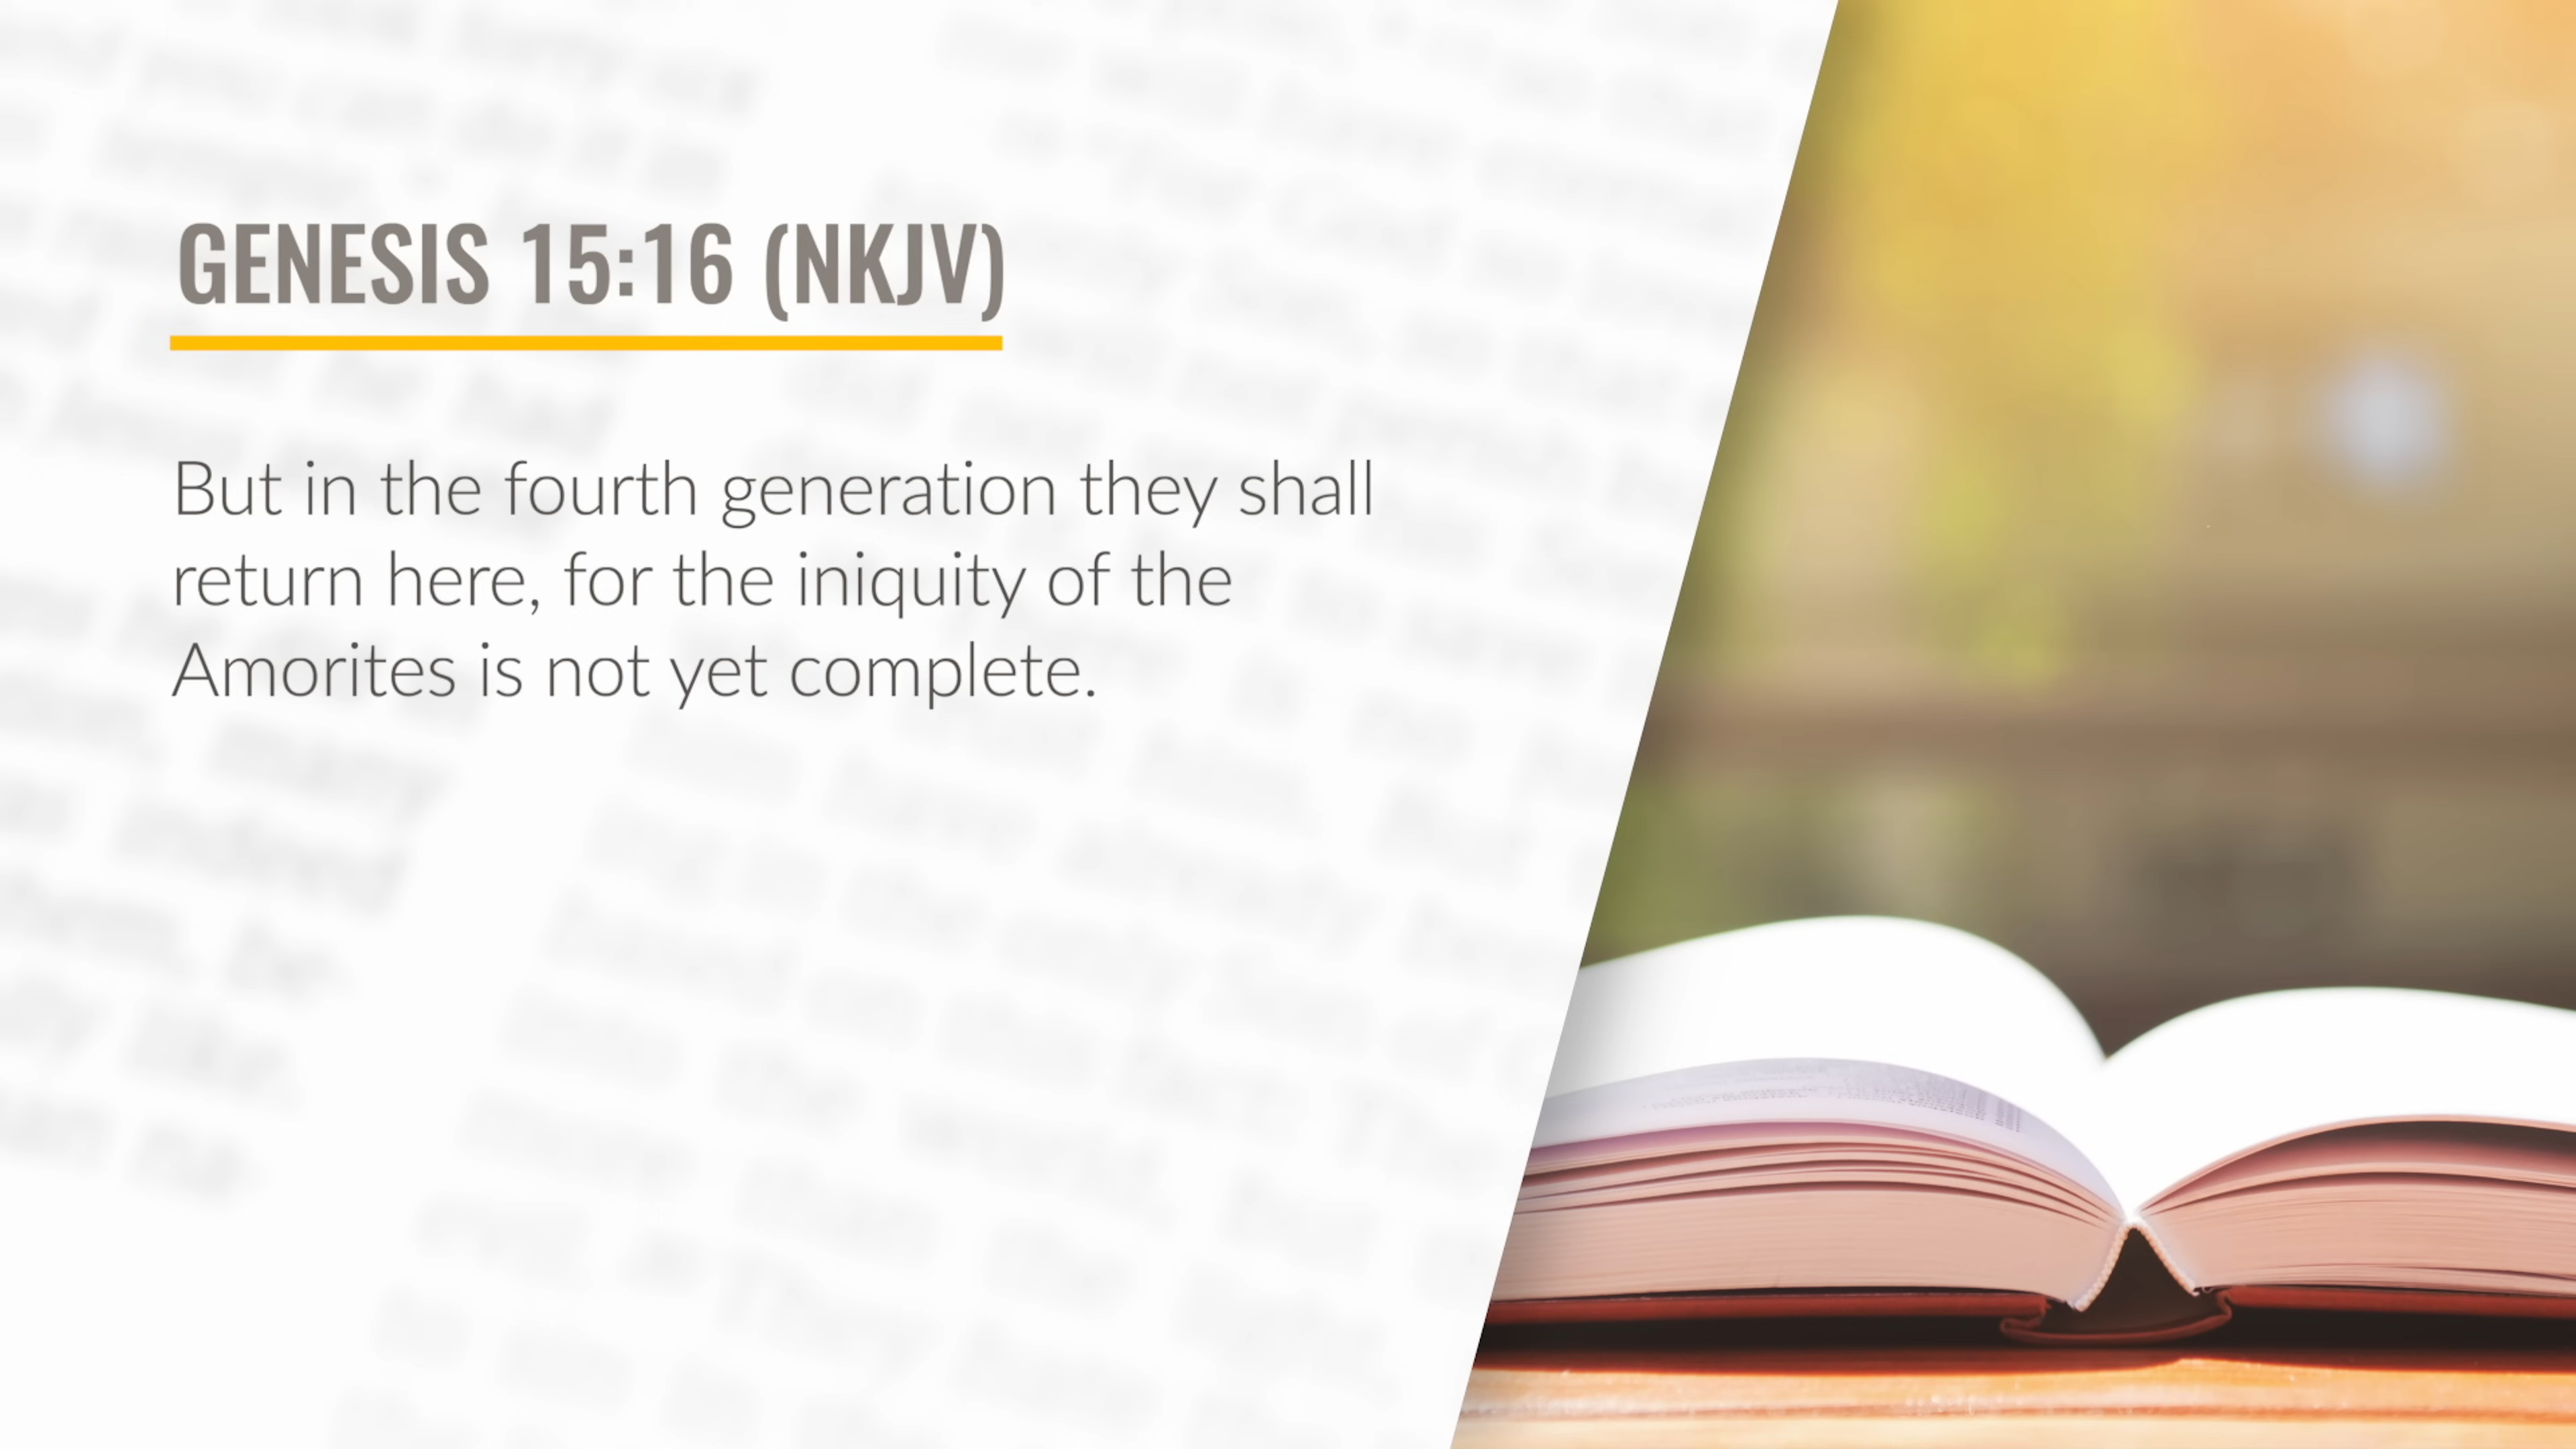 GENESIS 15:16 (NKJV)
But in the fourth generation they shall
return here, for the iniquity of the
Amorites is not yet complete.